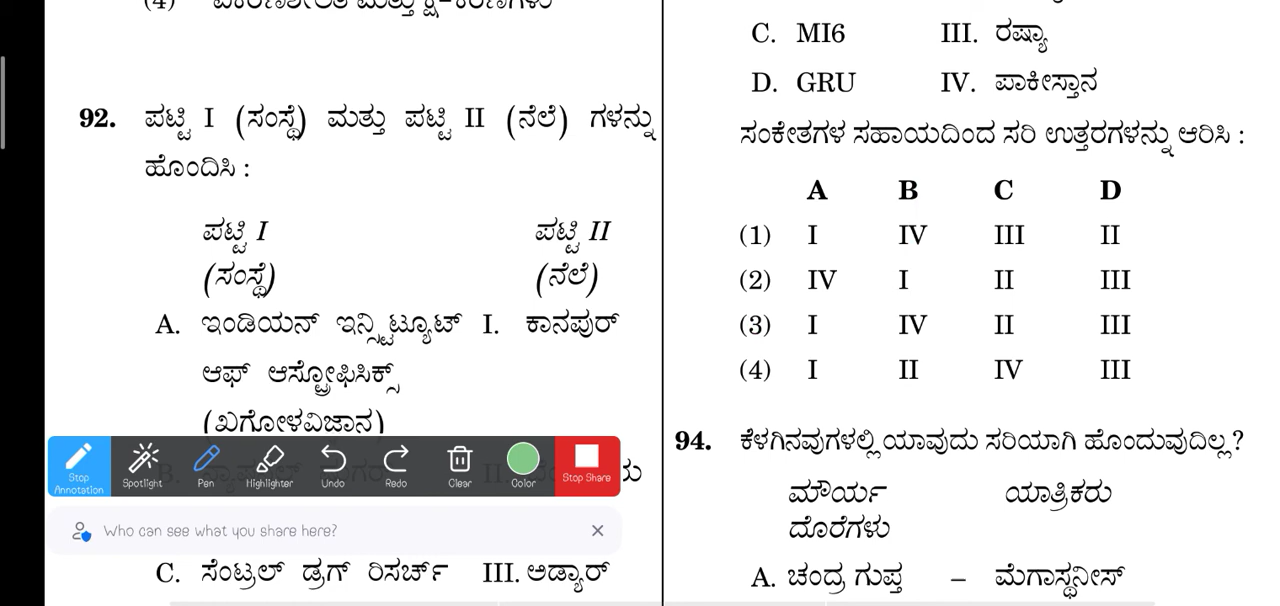 92. ಪಟ್ಟಿ I (ಸಂಸ್ಥೆ) ಮತ್ತು ಪಟ್ಟಿ II (ನೆಲೆ) ಗಳನ್ನು
ಹೊಂದಿಸಿ :
ಪಟ್ಟಿ I ಪಟ್ಟಿ II
(ಸಂಸ್ಥೆ) (ನೆಲೆ)
A. ಇಂಡಿಯನ್ ಇನ್ಸ್ಟಿಟ್ಯೂಟ್ I. ಕಾನಪುರ್
ಆಫ್ ಆಸ್ಟ್ರೋಫಿಸಿಕ್ಸ್
(ಖಗೋಳವಿಜಾನ)
Stop Annotation Spotlight Pen Highlighter Undo Redo Clear Color Stop Share
Who can see what you share here?
C. ಸೆಂಟ್ರಲ್ ಡ್ರಗ್ ರಿಸರ್ಚ್ III. ಅಡ್ಯಾರ್
C. MI6 III. ರಷ್ಯಾ
D. GRU IV. ಪಾಕೀಸ್ತಾನ
ಸಂಕೇತಗಳ ಸಹಾಯದಿಂದ ಸರಿ ಉತ್ತರಗಳನ್ನು ಆರಿಸಿ :
A B C D
(1) I IV III II
(2) IV I II III
(3) I IV II III
(4) I II IV III
94. ಕೆಳಗಿನವುಗಳಲ್ಲಿ ಯಾವುದು ಸರಿಯಾಗಿ ಹೊಂದುವುದಿಲ್ಲ?
ಮೌರ್ಯ ಯಾತ್ರಿಕರು
ದೊರೆಗಳು
A. ಚಂದ್ರ ಗುಪ್ತ – ಮೆಗಾಸ್ಥನೀಸ್